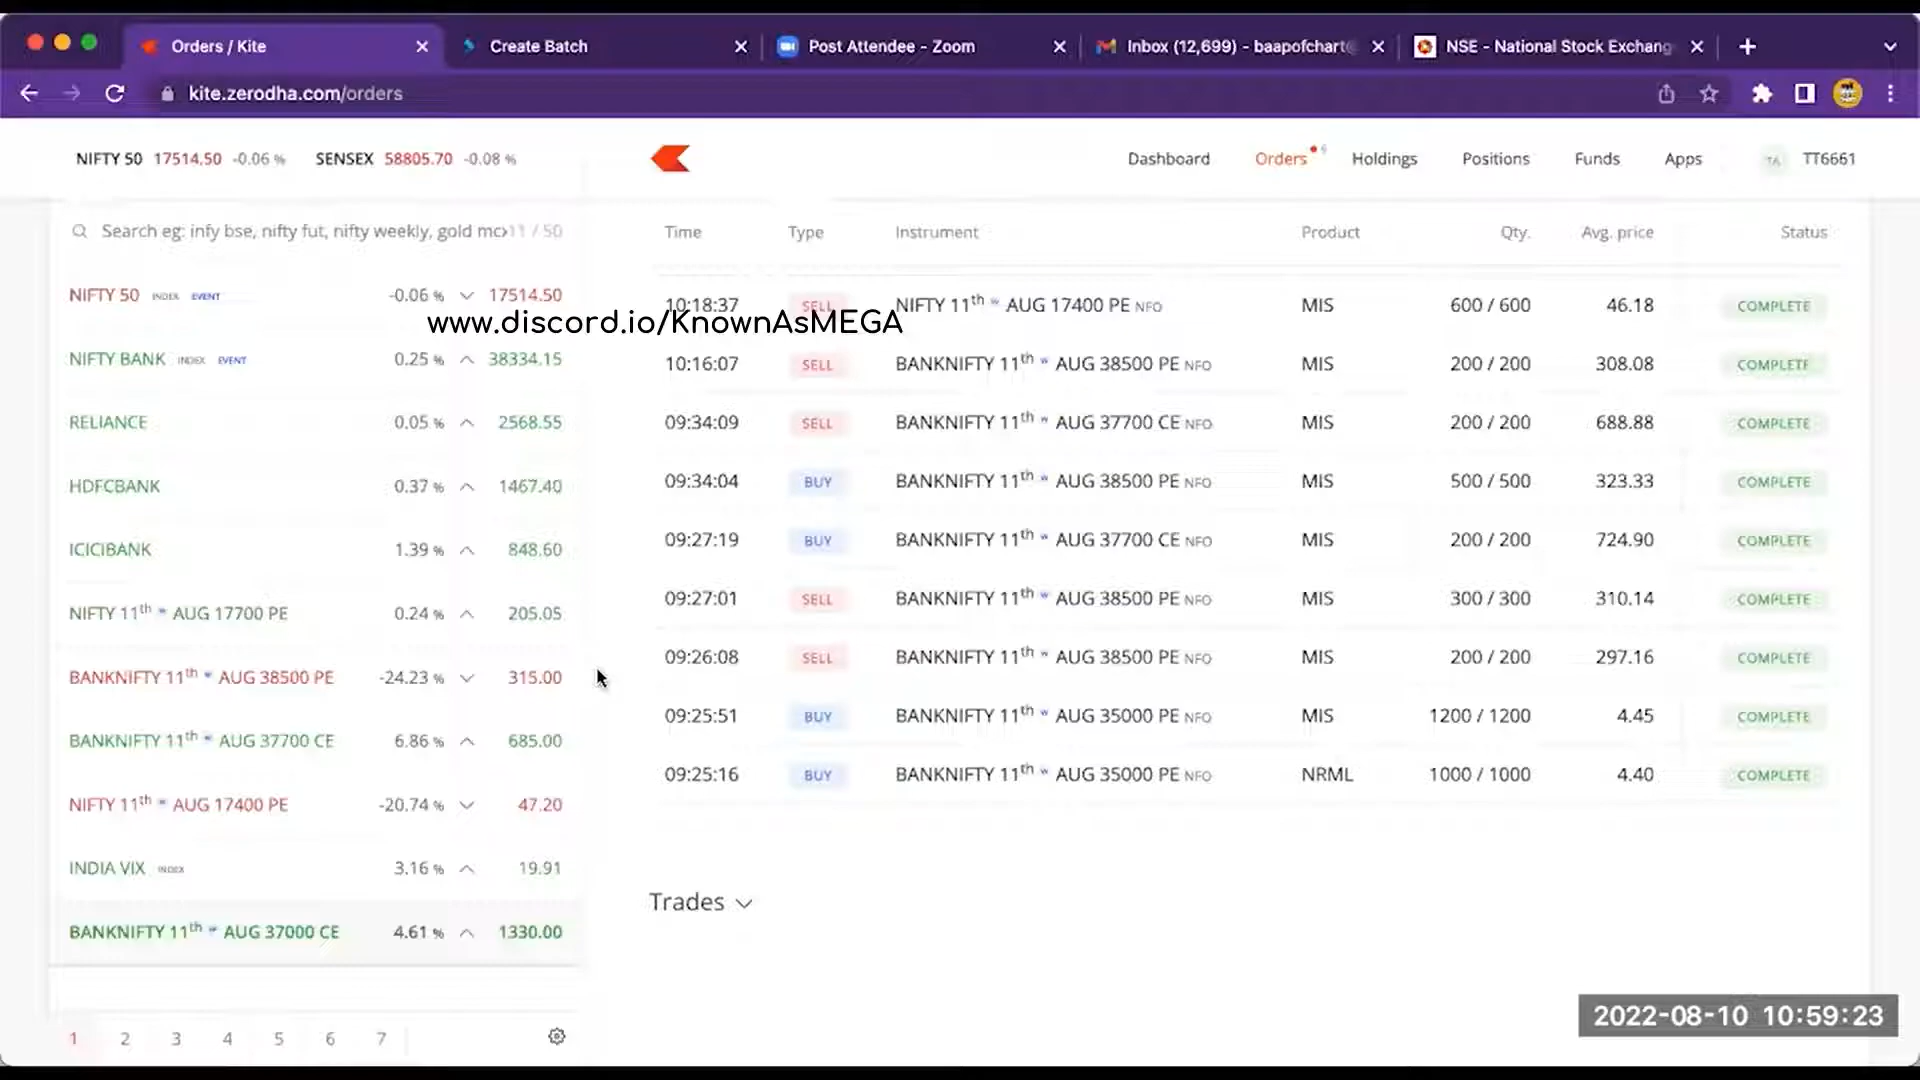 Orders / Kite
Create Batch
Post Attendee - Zoom
Inbox (12,699) - baapofchart
NSE - National Stock Exchang
kite.zerodha.com/orders
NIFTY 50 17514.50 -0.06 % SENSEX 58805.70 -0.08 %
Dashboard Orders 6 Holdings Positions Funds Apps TA TT6661
Search eg: infy bse, nifty fut, nifty weekly, gold mcx 11 / 50
NIFTY 50 INDEX EVENT -0.06 % 17514.50
NIFTY BANK INDEX EVENT 0.25 % 38334.15
RELIANCE 0.05 % 2568.55
HDFCBANK 0.37 % 1467.40
ICICIBANK 1.39 % 848.60
NIFTY 11th w AUG 17700 PE 0.24 % 205.05
BANKNIFTY 11th w AUG 38500 PE -24.23 % 315.00
BANKNIFTY 11th w AUG 37700 CE 6.86 % 685.00
NIFTY 11th w AUG 17400 PE -20.74 % 47.20
INDIA VIX INDEX 3.16 % 19.91
BANKNIFTY 11th w AUG 37000 CE 4.61 % 1330.00
1 2 3 4 5 6 7
Time Type Instrument Product Qty. Avg. price Status
10:18:37 SELL NIFTY 11th w AUG 17400 PE NFO MIS 600 / 600 46.18 COMPLETE
www.discord.io/KnownAsMEGA
10:16:07 SELL BANKNIFTY 11th w AUG 38500 PE NFO MIS 200 / 200 308.08 COMPLETE
09:34:09 SELL BANKNIFTY 11th w AUG 37700 CE NFO MIS 200 / 200 688.88 COMPLETE
09:34:04 BUY BANKNIFTY 11th w AUG 38500 PE NFO MIS 500 / 500 323.33 COMPLETE
09:27:19 BUY BANKNIFTY 11th w AUG 37700 CE NFO MIS 200 / 200 724.90 COMPLETE
09:27:01 SELL BANKNIFTY 11th w AUG 38500 PE NFO MIS 300 / 300 310.14 COMPLETE
09:26:08 SELL BANKNIFTY 11th w AUG 38500 PE NFO MIS 200 / 200 297.16 COMPLETE
09:25:51 BUY BANKNIFTY 11th w AUG 35000 PE NFO MIS 1200 / 1200 4.45 COMPLETE
09:25:16 BUY BANKNIFTY 11th w AUG 35000 PE NFO NRML 1000 / 1000 4.40 COMPLETE
Trades
2022-08-10 10:59:23